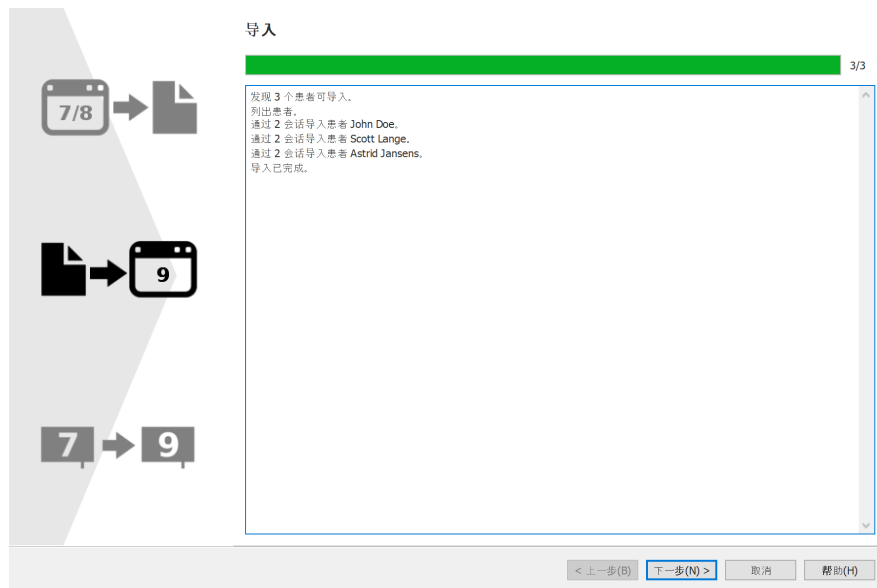 导入
3/3
7/8
发现 3 个患者可导入。
列出患者。
通过 2 会话导入患者 John Doe。
通过 2 会话导入患者 Scott Lange。
通过 2 会话导入患者 Astrid Jansens。
导入已完成。
9
7
9
< 上一步(B)
下一步(N) >
取消
帮助(H)